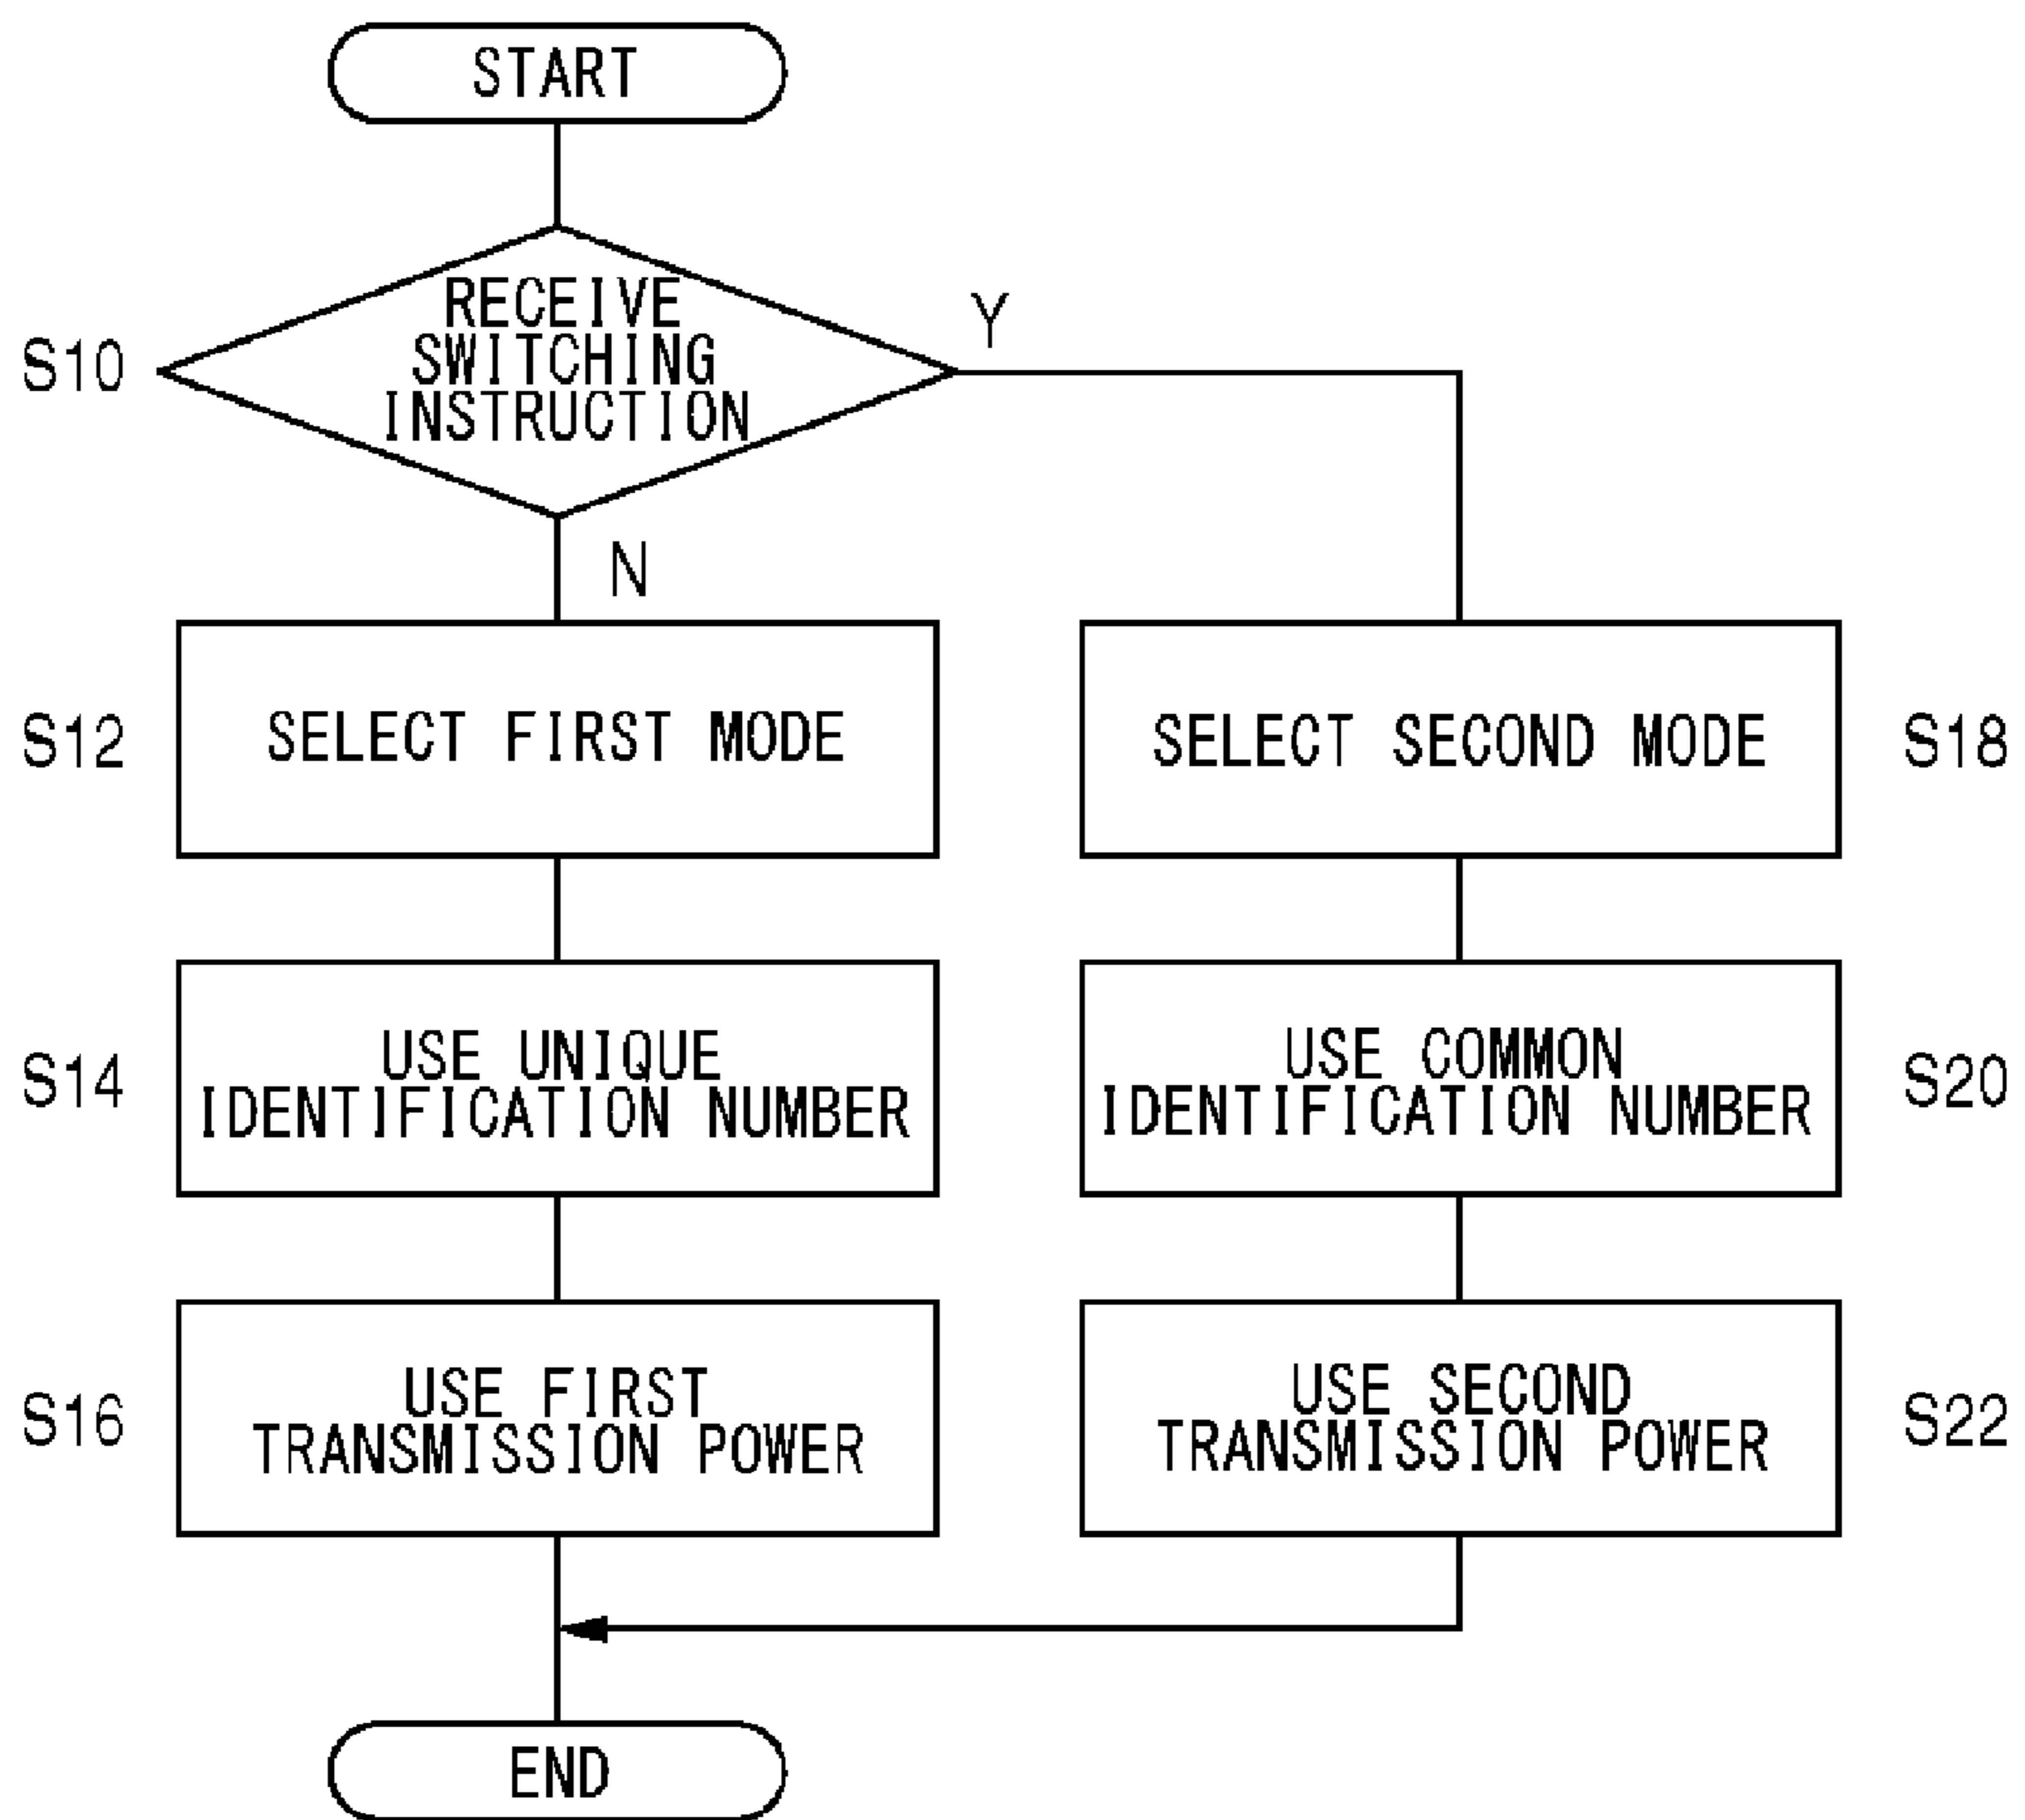 START
S10
RECEIVE
SWITCHING
INSTRUCTION
Y
N
S12
SELECT FIRST MODE
SELECT SECOND MODE
S18
S14
USE UNIQUE
IDENTIFICATION NUMBER
USE COMMON
IDENTIFICATION NUMBER
S20
S16
USE FIRST
TRANSMISSION POWER
USE SECOND
TRANSMISSION POWER
S22
END